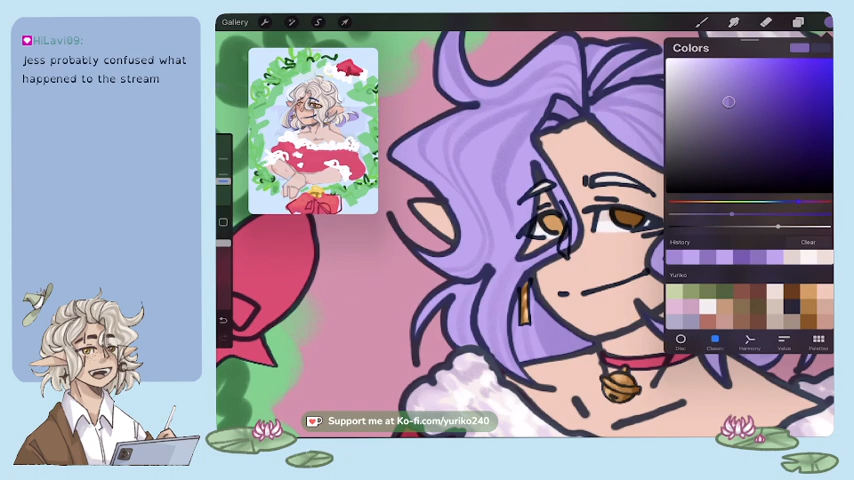 HiLavi09:
Jess probably confused what
happened to the stream
Gallery
Colors
History
Clear
Yuriko
Disc
Classic
Harmony
Value
Palettes
Support me at Ko-fi.com/yuriko240